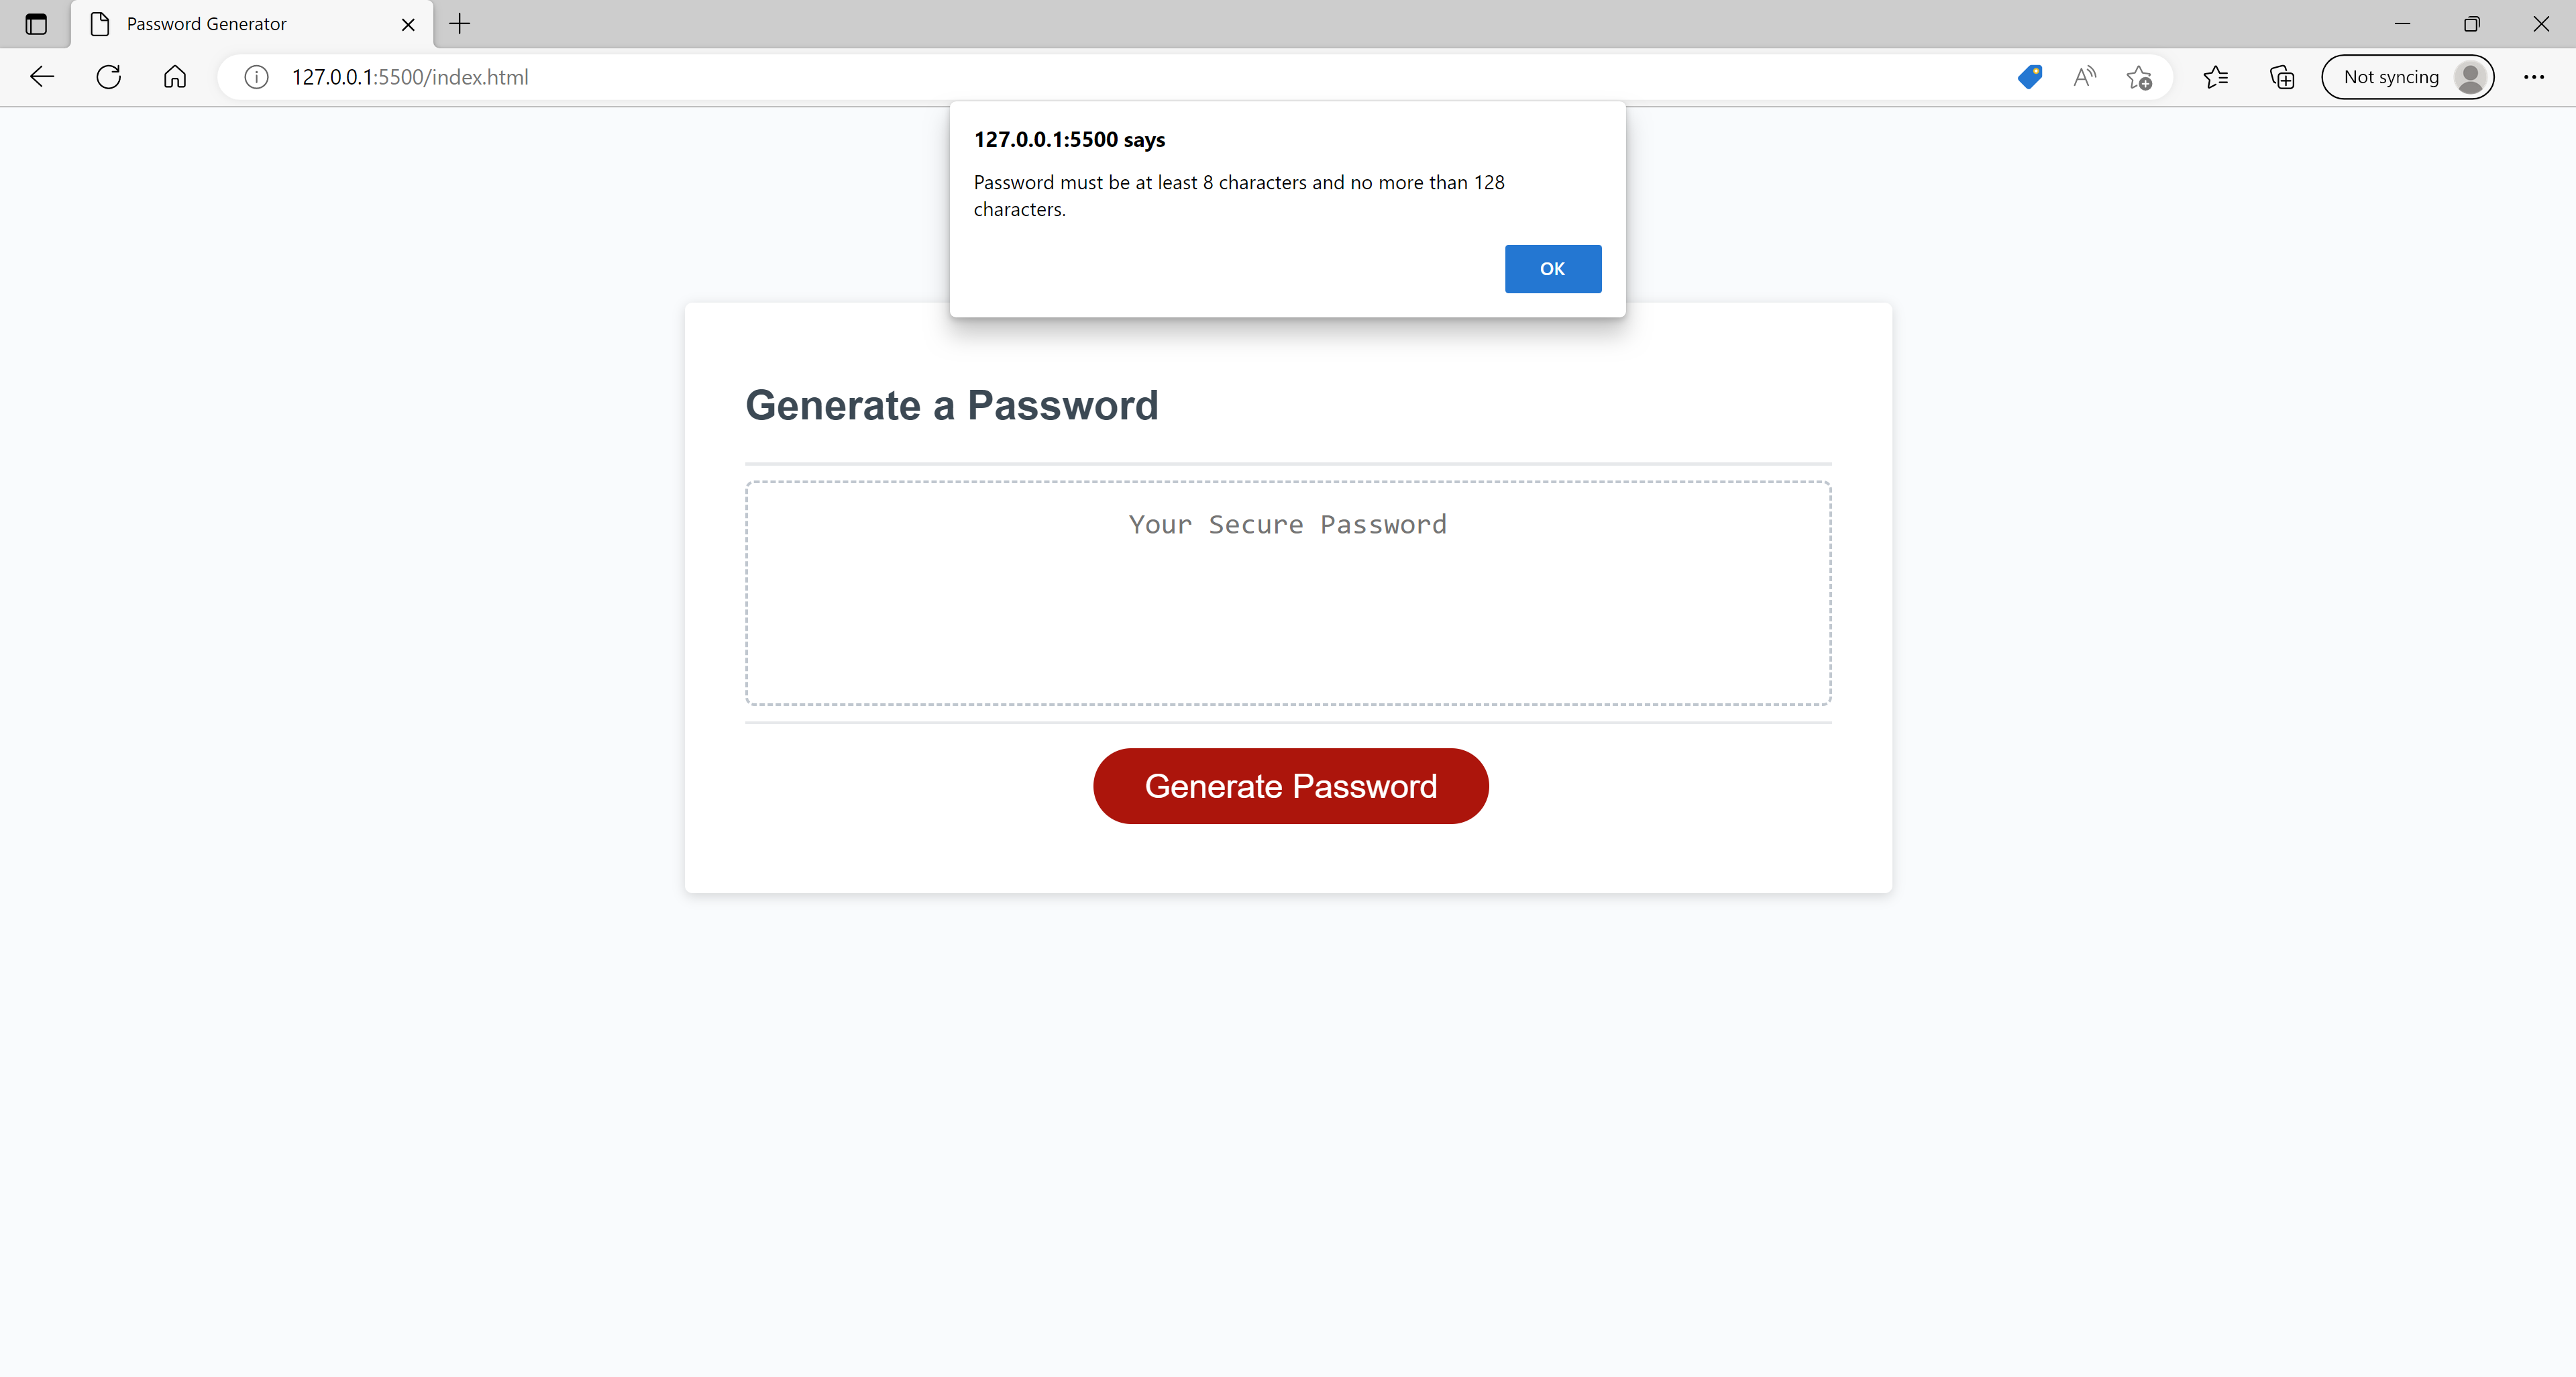 Password Generator
127.0.0.1:5500/index.html
Not syncing
127.0.0.1:5500 says
Password must be at least 8 characters and no more than 128
characters.
OK
Generate a Password
Your Secure Password
Generate Password